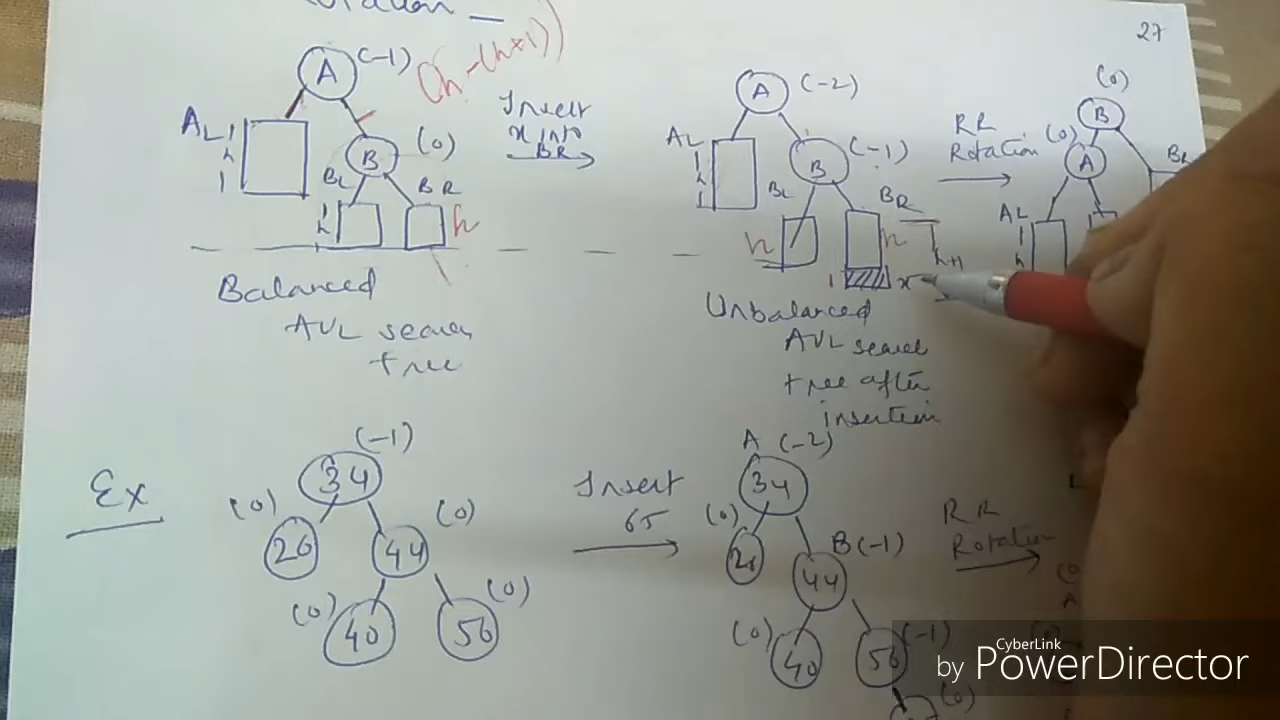 27
A (-1)
(h-(h+1))
AL
h
B (0)
BL
BR
h
h
Insert
x into
BR
A (-2)
AL
h
B (-1)
BL
BR
h
h
h+1
1
x
RR
Rotation
(0)
B
(0)
A
AL
h
BL
Balanced
AVL search
tree
Unbalanced
AVL search
tree after
insertion
Ex
(-1)
34
(0)
26
(0)
44
(0)
40
(0)
56
Insert
65
A (-2)
34
(0)
26
B (-1)
44
(0)
40
(-1)
56
(0)
RR
Rotation
(0)
A
CyberLink
by PowerDirector